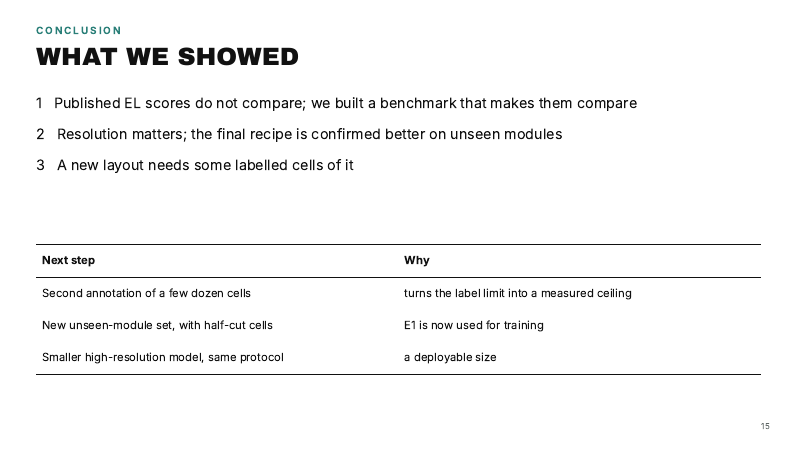 CONCLUSION
WHAT WE SHOWED
1 Published EL scores do not compare; we built a benchmark that makes them compare
2 Resolution matters; the final recipe is confirmed better on unseen modules
3 A new layout needs some labelled cells of it
Next step Why
Second annotation of a few dozen cells turns the label limit into a measured ceiling
New unseen-module set, with half-cut cells E1 is now used for training
Smaller high-resolution model, same protocol a deployable size
15